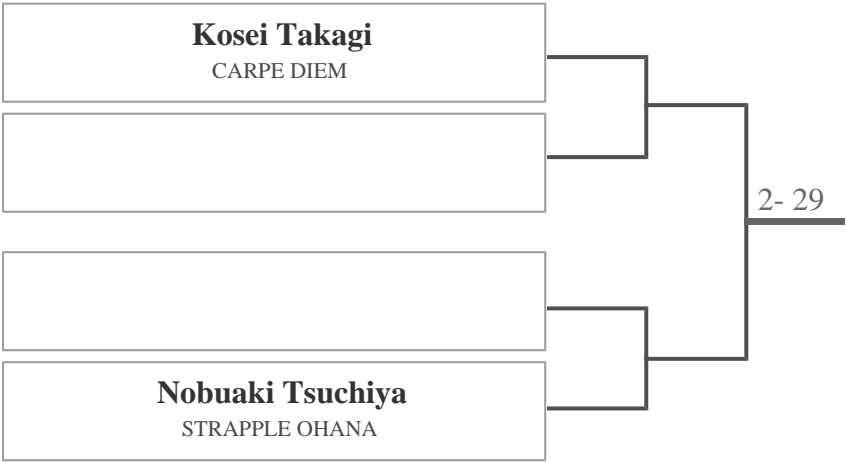 Kosei Takagi
CARPE DIEM
2- 29
Nobuaki Tsuchiya
STRAPPLE OHANA